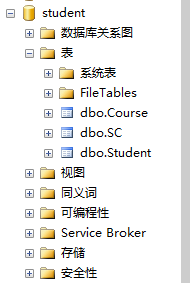 student
数据库关系图
表
系统表
FileTables
dbo.Course
dbo.SC
dbo.Student
视图
同义词
可编程性
Service Broker
存储
安全性